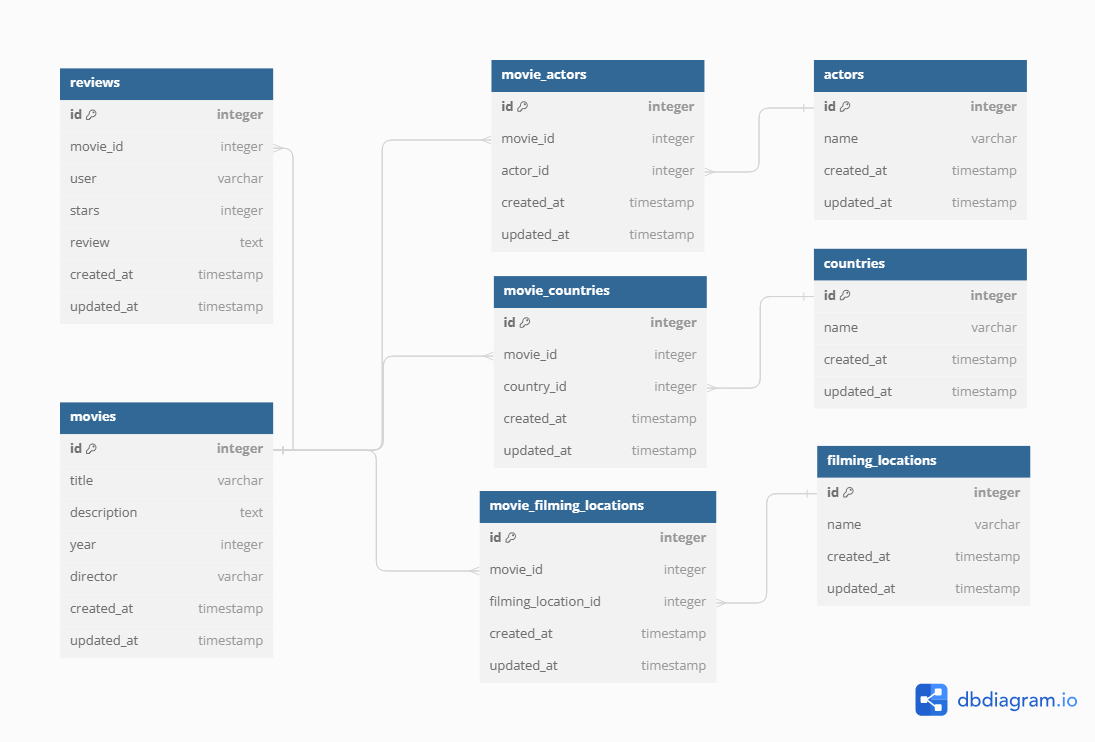 reviews
id integer
movie_id integer
user varchar
stars integer
review text
created_at timestamp
updated_at timestamp
movies
id integer
title varchar
description text
year integer
director varchar
created_at timestamp
updated_at timestamp
movie_actors
id integer
movie_id integer
actor_id integer
created_at timestamp
updated_at timestamp
movie_countries
id integer
movie_id integer
country_id integer
created_at timestamp
updated_at timestamp
movie_filming_locations
id integer
movie_id integer
filming_location_id integer
created_at timestamp
updated_at timestamp
actors
id integer
name varchar
created_at timestamp
updated_at timestamp
countries
id integer
name varchar
created_at timestamp
updated_at timestamp
filming_locations
id integer
name varchar
created_at timestamp
updated_at timestamp
dbdiagram.io